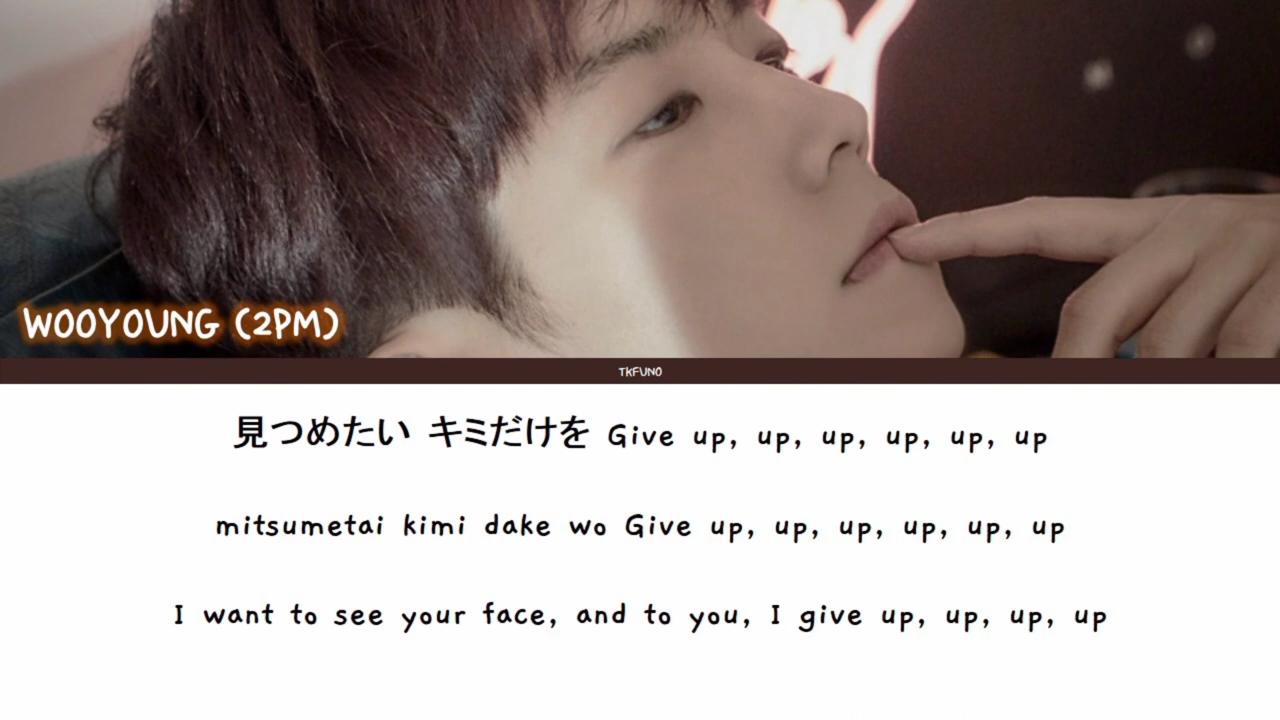 WOOYOUNG (2PM)
TKFUNO
見つめたい キミだけを Give up, up, up, up, up, up
mitsumetai kimi dake wo Give up, up, up, up, up, up
I want to see your face, and to you, I give up, up, up, up